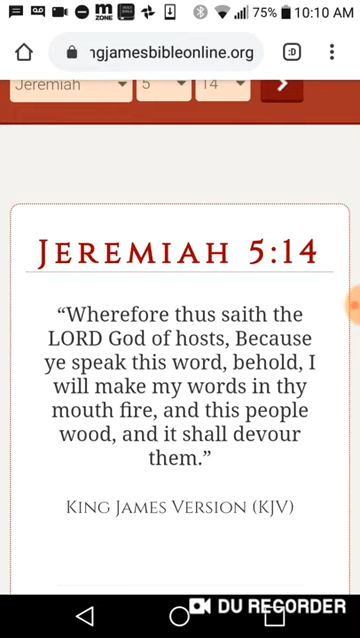 75% 10:10 AM
ngjamesbibleonline.org :D
Jeremiah 5 14
JEREMIAH 5:14
“Wherefore thus saith the
LORD God of hosts, Because
ye speak this word, behold, I
will make my words in thy
mouth fire, and this people
wood, and it shall devour
them.”
KING JAMES VERSION (KJV)
DU RECORDER